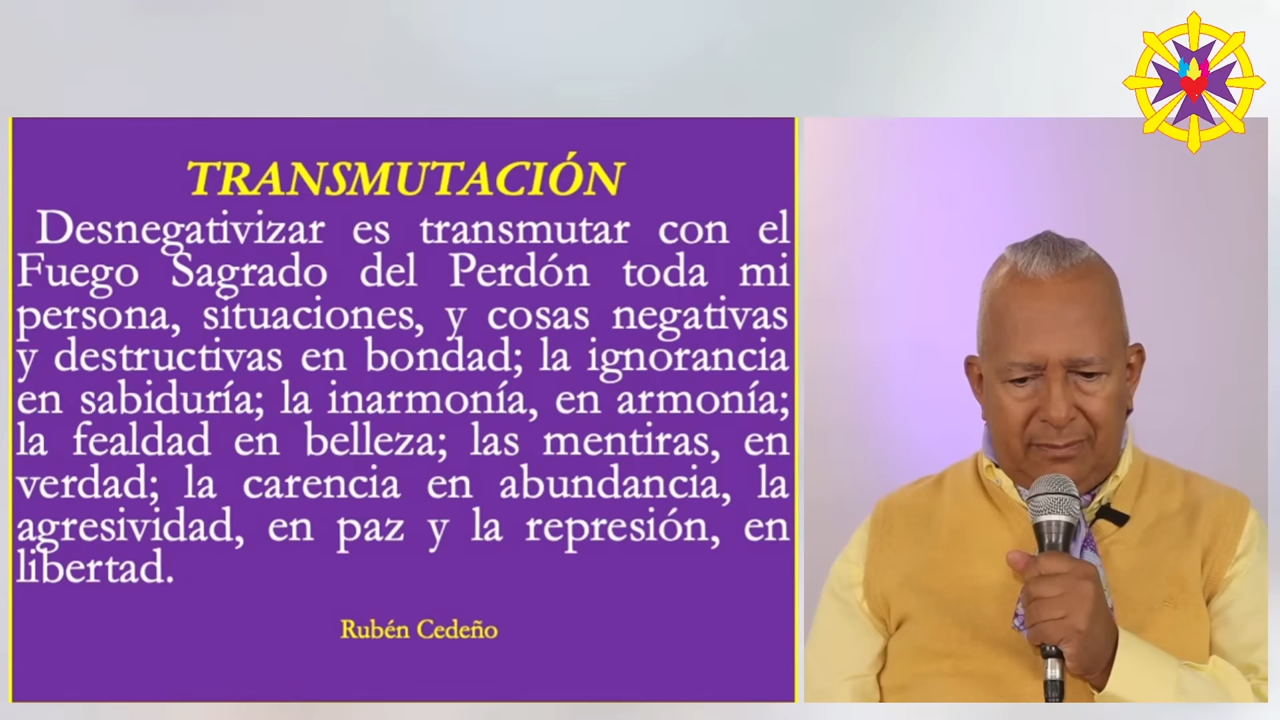 TRANSMUTACIÓN
Desnegativizar es transmutar con el
Fuego Sagrado del Perdón toda mi
persona, situaciones, y cosas negativas
y destructivas en bondad; la ignorancia
en sabiduría; la inarmonía, en armonía;
la fealdad en belleza; las mentiras, en
verdad; la carencia en abundancia, la
agresividad, en paz y la represión, en
libertad.
Rubén Cedeño